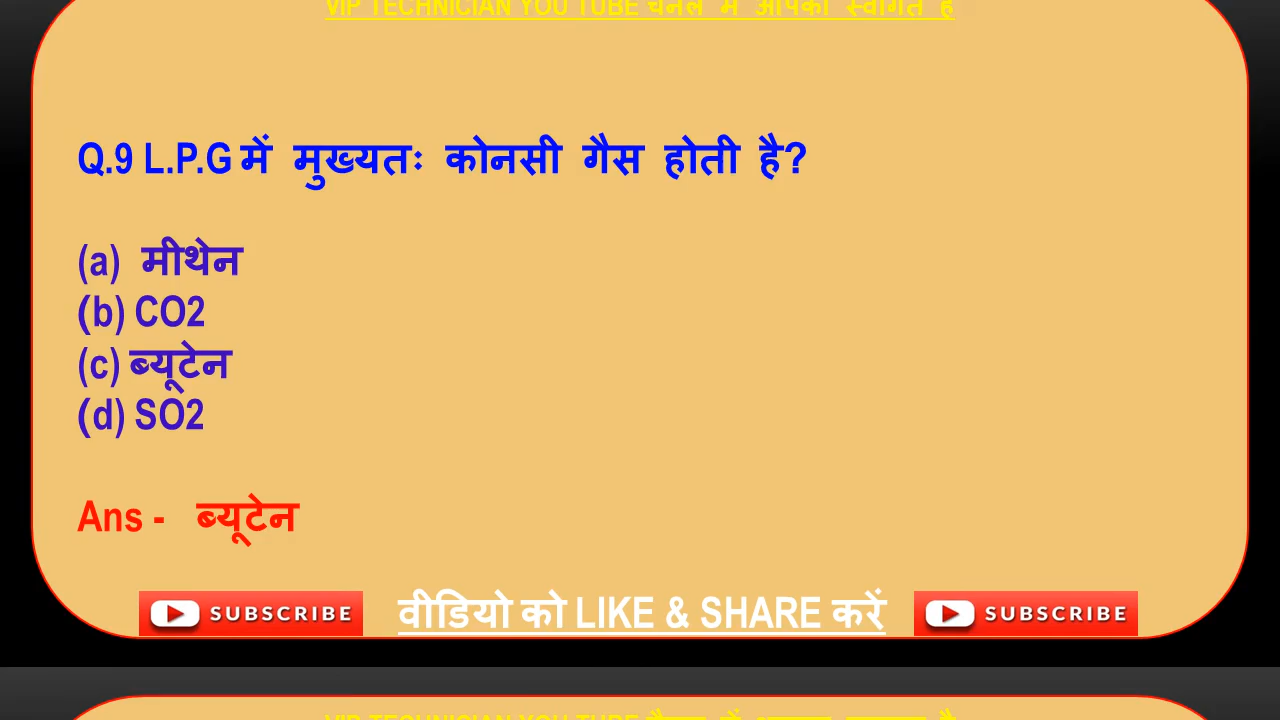 VIP TECHNICIAN YOU TUBE चैनल में आपका स्वागत है
Q.9 L.P.G में मुख्यतः कोनसी गैस होती है?
(a) मीथेन
(b) CO2
(c) ब्यूटेन
(d) SO2
Ans - ब्यूटेन
SUBSCRIBE वीडियो को LIKE & SHARE करें SUBSCRIBE
VIP TECHNICIAN YOU TUBE चैनल में आपका स्वागत है